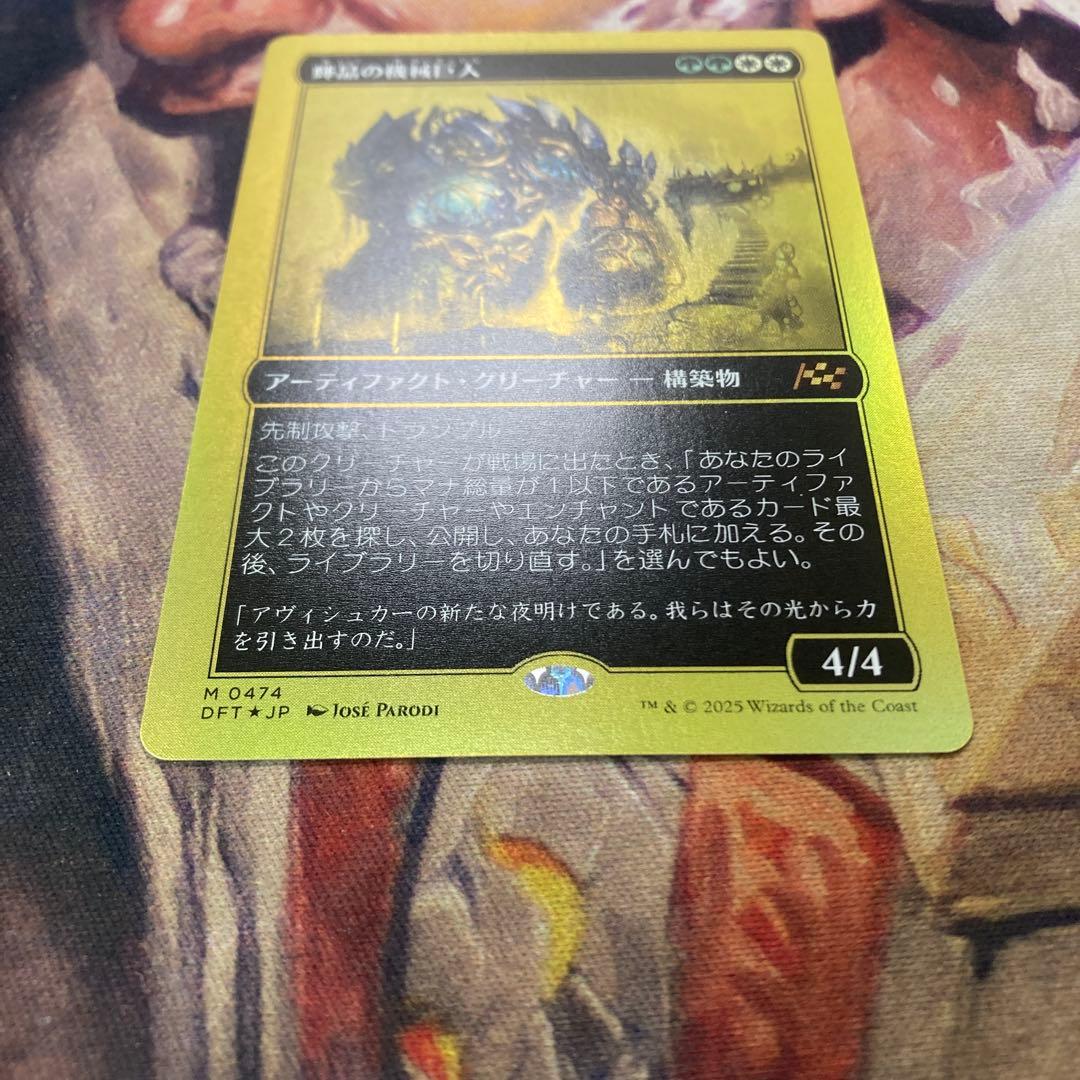 の機械巨人
アーティファクト・クリーチャー — 構築物
先制攻撃、トランプル
このクリーチャーが戦場に出たとき、「あなたのライ
ブラリーからマナ総量が１以下であるアーティファ
クトやクリーチャーやエンチャントであるカード最
大２枚を探し、公開し、あなたの手札に加える。その
後、ライブラリーを切り直す。」を選んでもよい。
「アヴィシュカーの新たな夜明けである。我らはその光から力
を引き出すのだ。」
4/4
M 0474
DFT★JP José Parodi
™ & © 2025 Wizards of the Coast